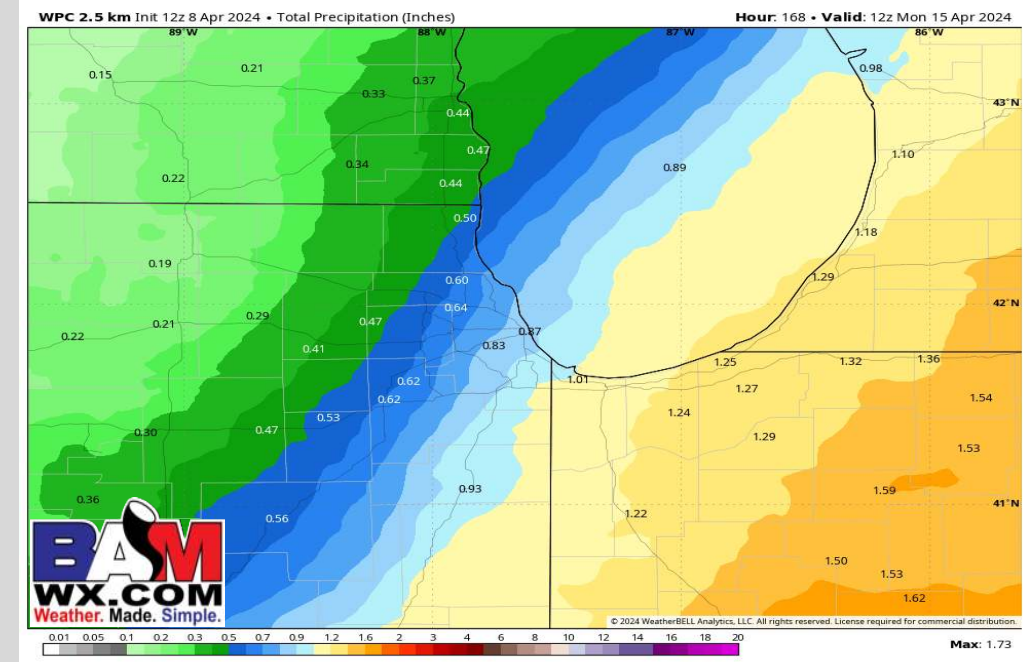 WPC 2.5 km Init 12z 8 Apr 2024 • Total Precipitation (Inches)
Hour: 168 • Valid: 12z Mon 15 Apr 2024
89°W 88°W 87°W 86°W
0.15 0.21 0.33 0.37 0.98
43°N
0.44
0.47 1.10
0.22 0.34 0.44 0.89
0.50 1.18
0.19 0.60 1.29
42°N
0.22 0.21 0.29 0.47 0.64
0.41 0.83 0.87
1.25 1.32 1.36
0.62 1.01 1.27
0.62 1.54
0.53 1.24
0.30 0.47 1.29 1.53
0.36 0.93 1.59
41°N
0.56 1.22
1.50 1.53
1.62
BAM
WX.COM
Weather. Made. Simple.
© 2024 WeatherBELL Analytics, LLC. All rights reserved. License required for commercial distribution.
0.01 0.05 0.1 0.2 0.3 0.5 0.7 0.9 1.2 1.6 2 3 4 6 8 10 12 14 16 18 20
Max: 1.73